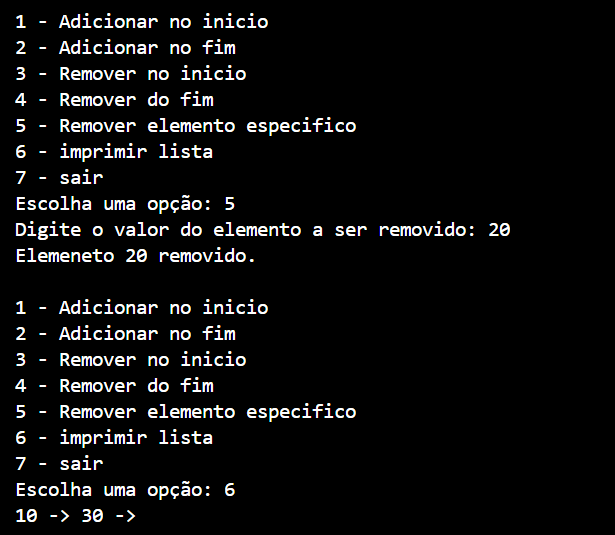 1 - Adicionar no inicio
2 - Adicionar no fim
3 - Remover no inicio
4 - Remover do fim
5 - Remover elemento especifico
6 - imprimir lista
7 - sair
Escolha uma opção: 5
Digite o valor do elemento a ser removido: 20
Elemeneto 20 removido.
1 - Adicionar no inicio
2 - Adicionar no fim
3 - Remover no inicio
4 - Remover do fim
5 - Remover elemento especifico
6 - imprimir lista
7 - sair
Escolha uma opção: 6
10 -> 30 ->